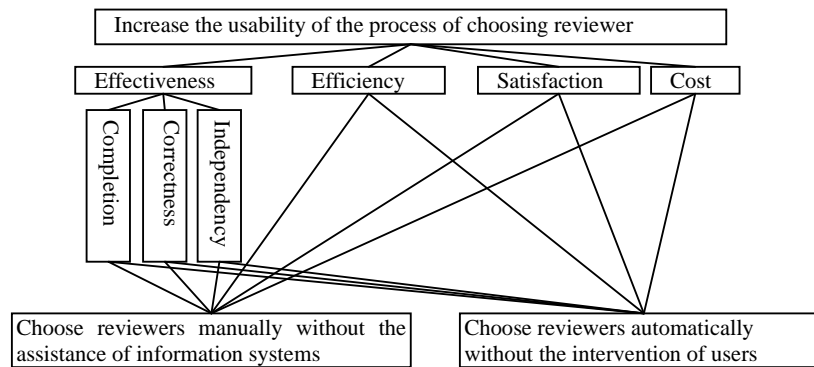 Increase the usability of the process of choosing reviewer
Effectiveness
Efficiency
Satisfaction
Cost
Completion
Correctness
Independency
Choose reviewers manually without the
assistance of information systems
Choose reviewers automatically
without the intervention of users